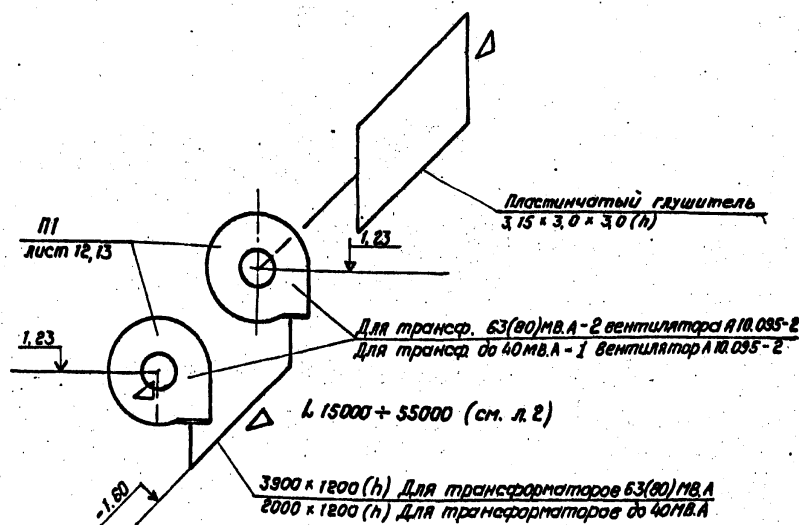 Пластинчатый глушитель
3,15 × 3,0 × 3,0 (h)
П1
лист 12,13
1,23
Для трансф. 63(80)МВ.А-2 вентилятора А10.095-2
Для трансф. до 40МВ.А-1 вентилятор А10.095-2
1,23
L 15000 ÷ 55000 (см. л. 2)
3900 × 1200 (h) Для трансформаторов 63(80) МВ.А
2000 × 1200 (h) Для трансформаторов до 40МВ.А
-1.60